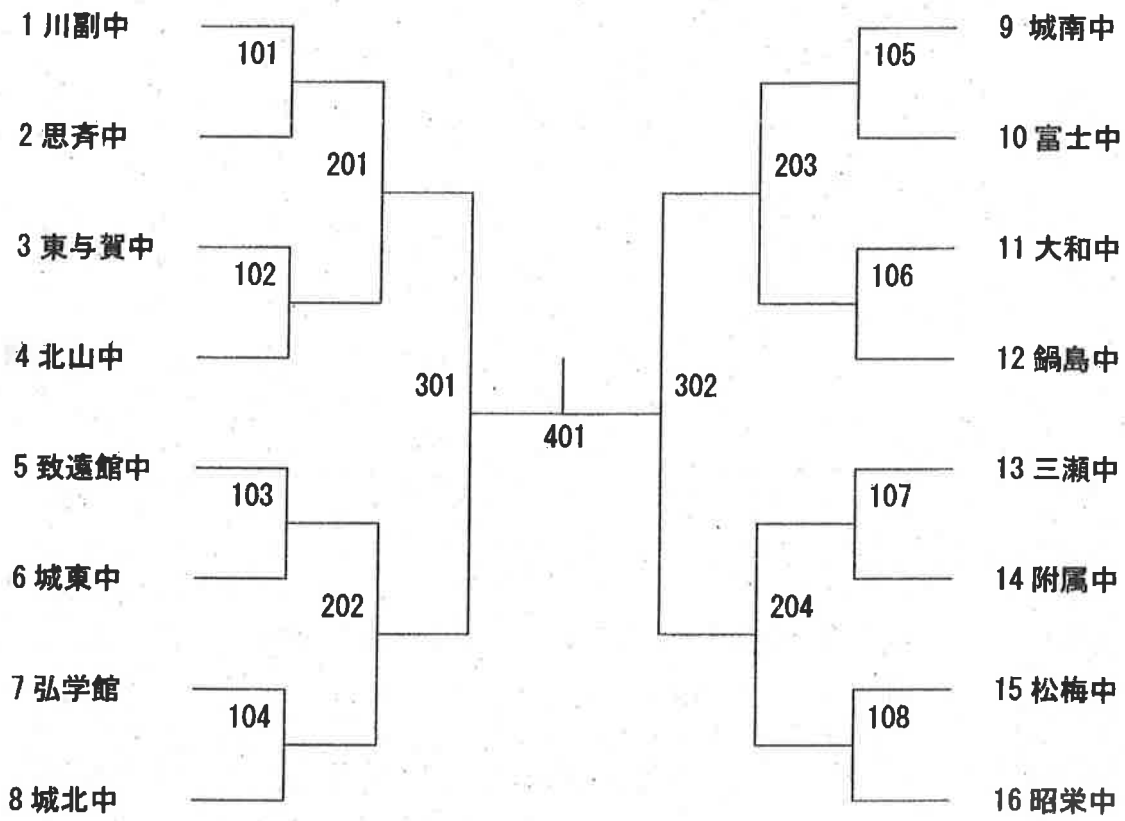 1 川副中
101
2 思斉中
201
3 東与賀中
102
4 北山中
301
5 致遠館中
103
6 城東中
202
7 弘学館
104
8 城北中
401
9 城南中
105
10 富士中
203
11 大和中
106
12 鍋島中
302
13 三瀬中
107
14 附属中
204
15 松梅中
108
16 昭栄中